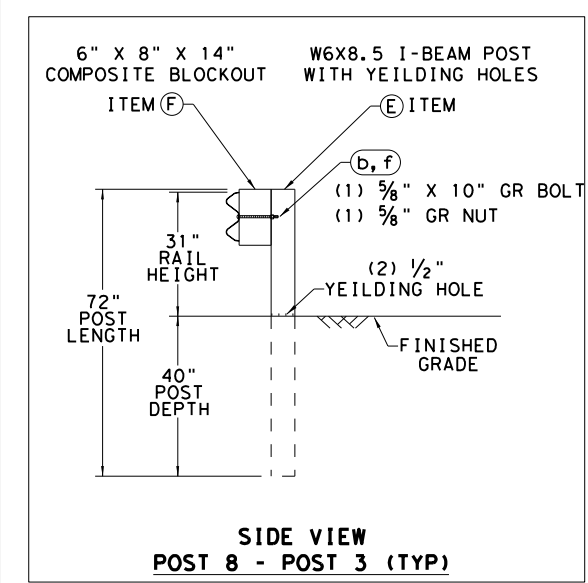 6" X 8" X 14"
COMPOSITE BLOCKOUT
ITEM F
W6X8.5 I-BEAM POST
WITH YEILDING HOLES
E ITEM
b, f
(1) 5/8" X 10" GR BOLT
(1) 5/8" GR NUT
31"
RAIL
HEIGHT
(2) 1/2"
YEILDING HOLE
72"
POST
LENGTH
FINISHED
GRADE
40"
POST
DEPTH
SIDE VIEW
POST 8 - POST 3 (TYP)